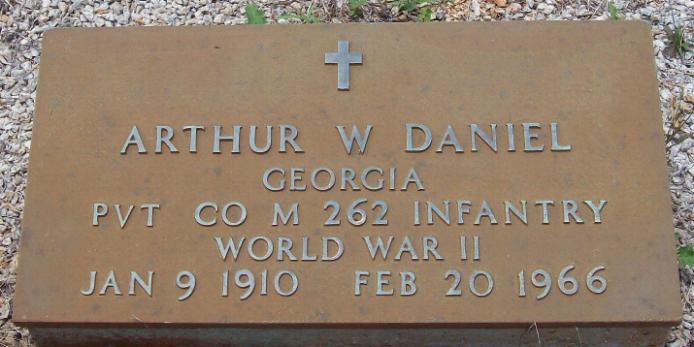 ARTHUR W DANIEL
GEORGIA
PVT CO M 262 INFANTRY
WORLD WAR II
JAN 9 1910 FEB 20 1966